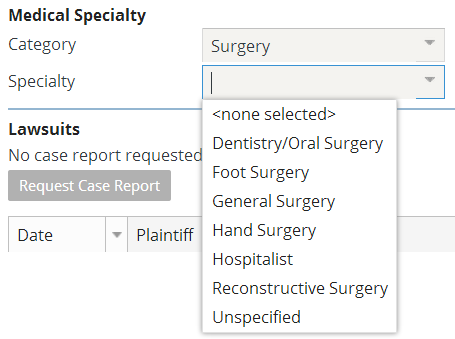 Medical Specialty
Category
Surgery
Specialty
<none selected>
Dentistry/Oral Surgery
Foot Surgery
General Surgery
Hand Surgery
Hospitalist
Reconstructive Surgery
Unspecified
Lawsuits
No case report requested
Request Case Report
Date
Plaintiff